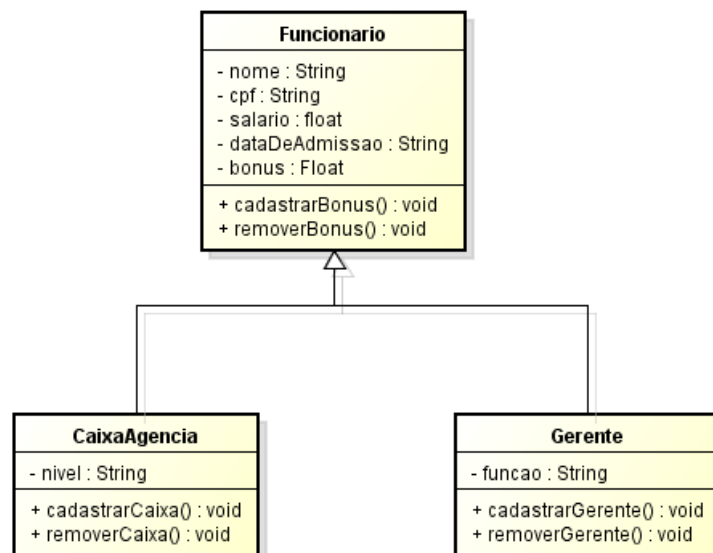 Funcionario
- nome : String
- cpf : String
- salario : float
- dataDeAdmissao : String
- bonus : Float
+ cadastrarBonus() : void
+ removerBonus() : void
CaixaAgencia
- nivel : String
+ cadastrarCaixa() : void
+ removerCaixa() : void
Gerente
- funcao : String
+ cadastrarGerente() : void
+ removerGerente() : void